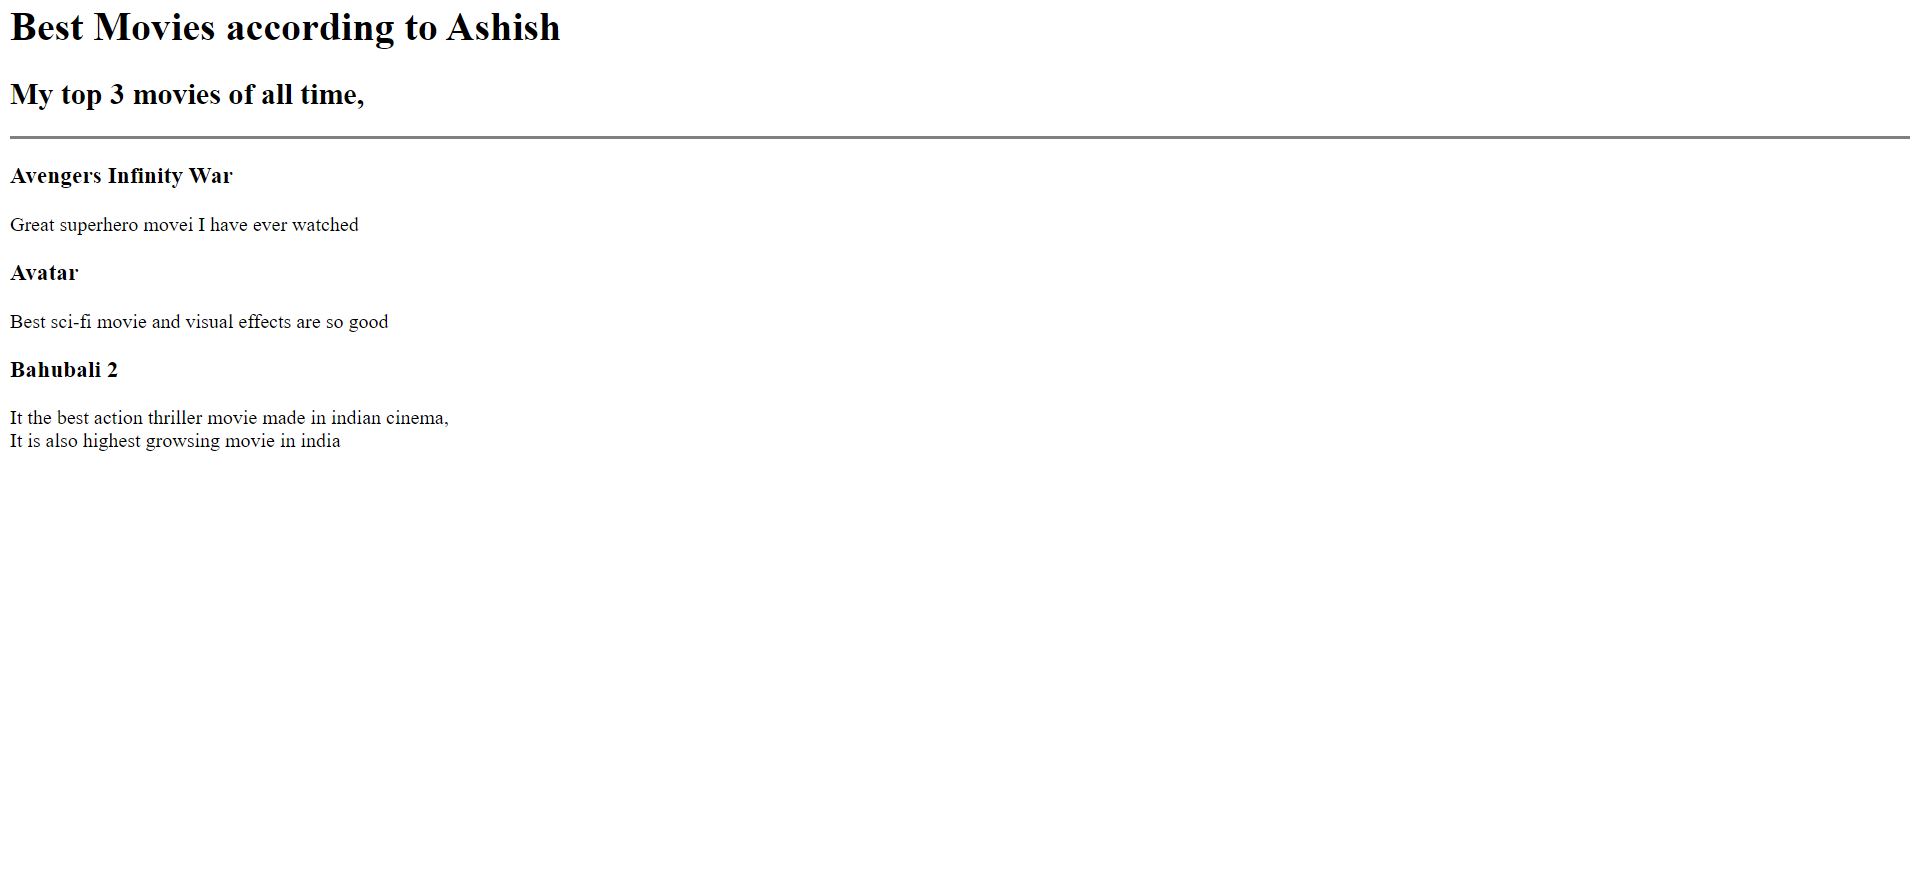 Best Movies according to Ashish
My top 3 movies of all time,
Avengers Infinity War
Great superhero movei I have ever watched
Avatar
Best sci-fi movie and visual effects are so good
Bahubali 2
It the best action thriller movie made in indian cinema,
It is also highest growsing movie in india